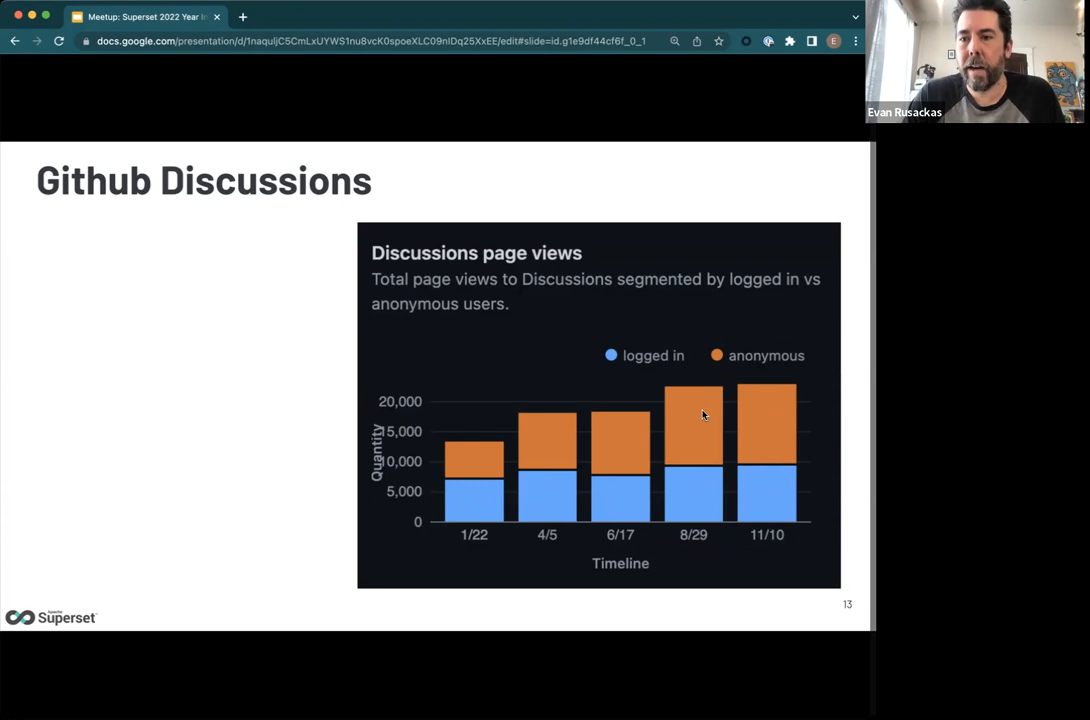 Meetup: Superset 2022 Year In
docs.google.com/presentation/d/1naquljC5CmLxUYWS1nu8vcK0spoeXLC09nIDq25XxEE/edit#slide=id.g1e9df44cf6f_0_1
E
Evan Rusackas
Github Discussions
Discussions page views
Total page views to Discussions segmented by logged in vs
anonymous users.
logged in
anonymous
20,000
15,000
10,000
5,000
0
Quantity
1/22
4/5
6/17
8/29
11/10
Timeline
13
Apache
Superset